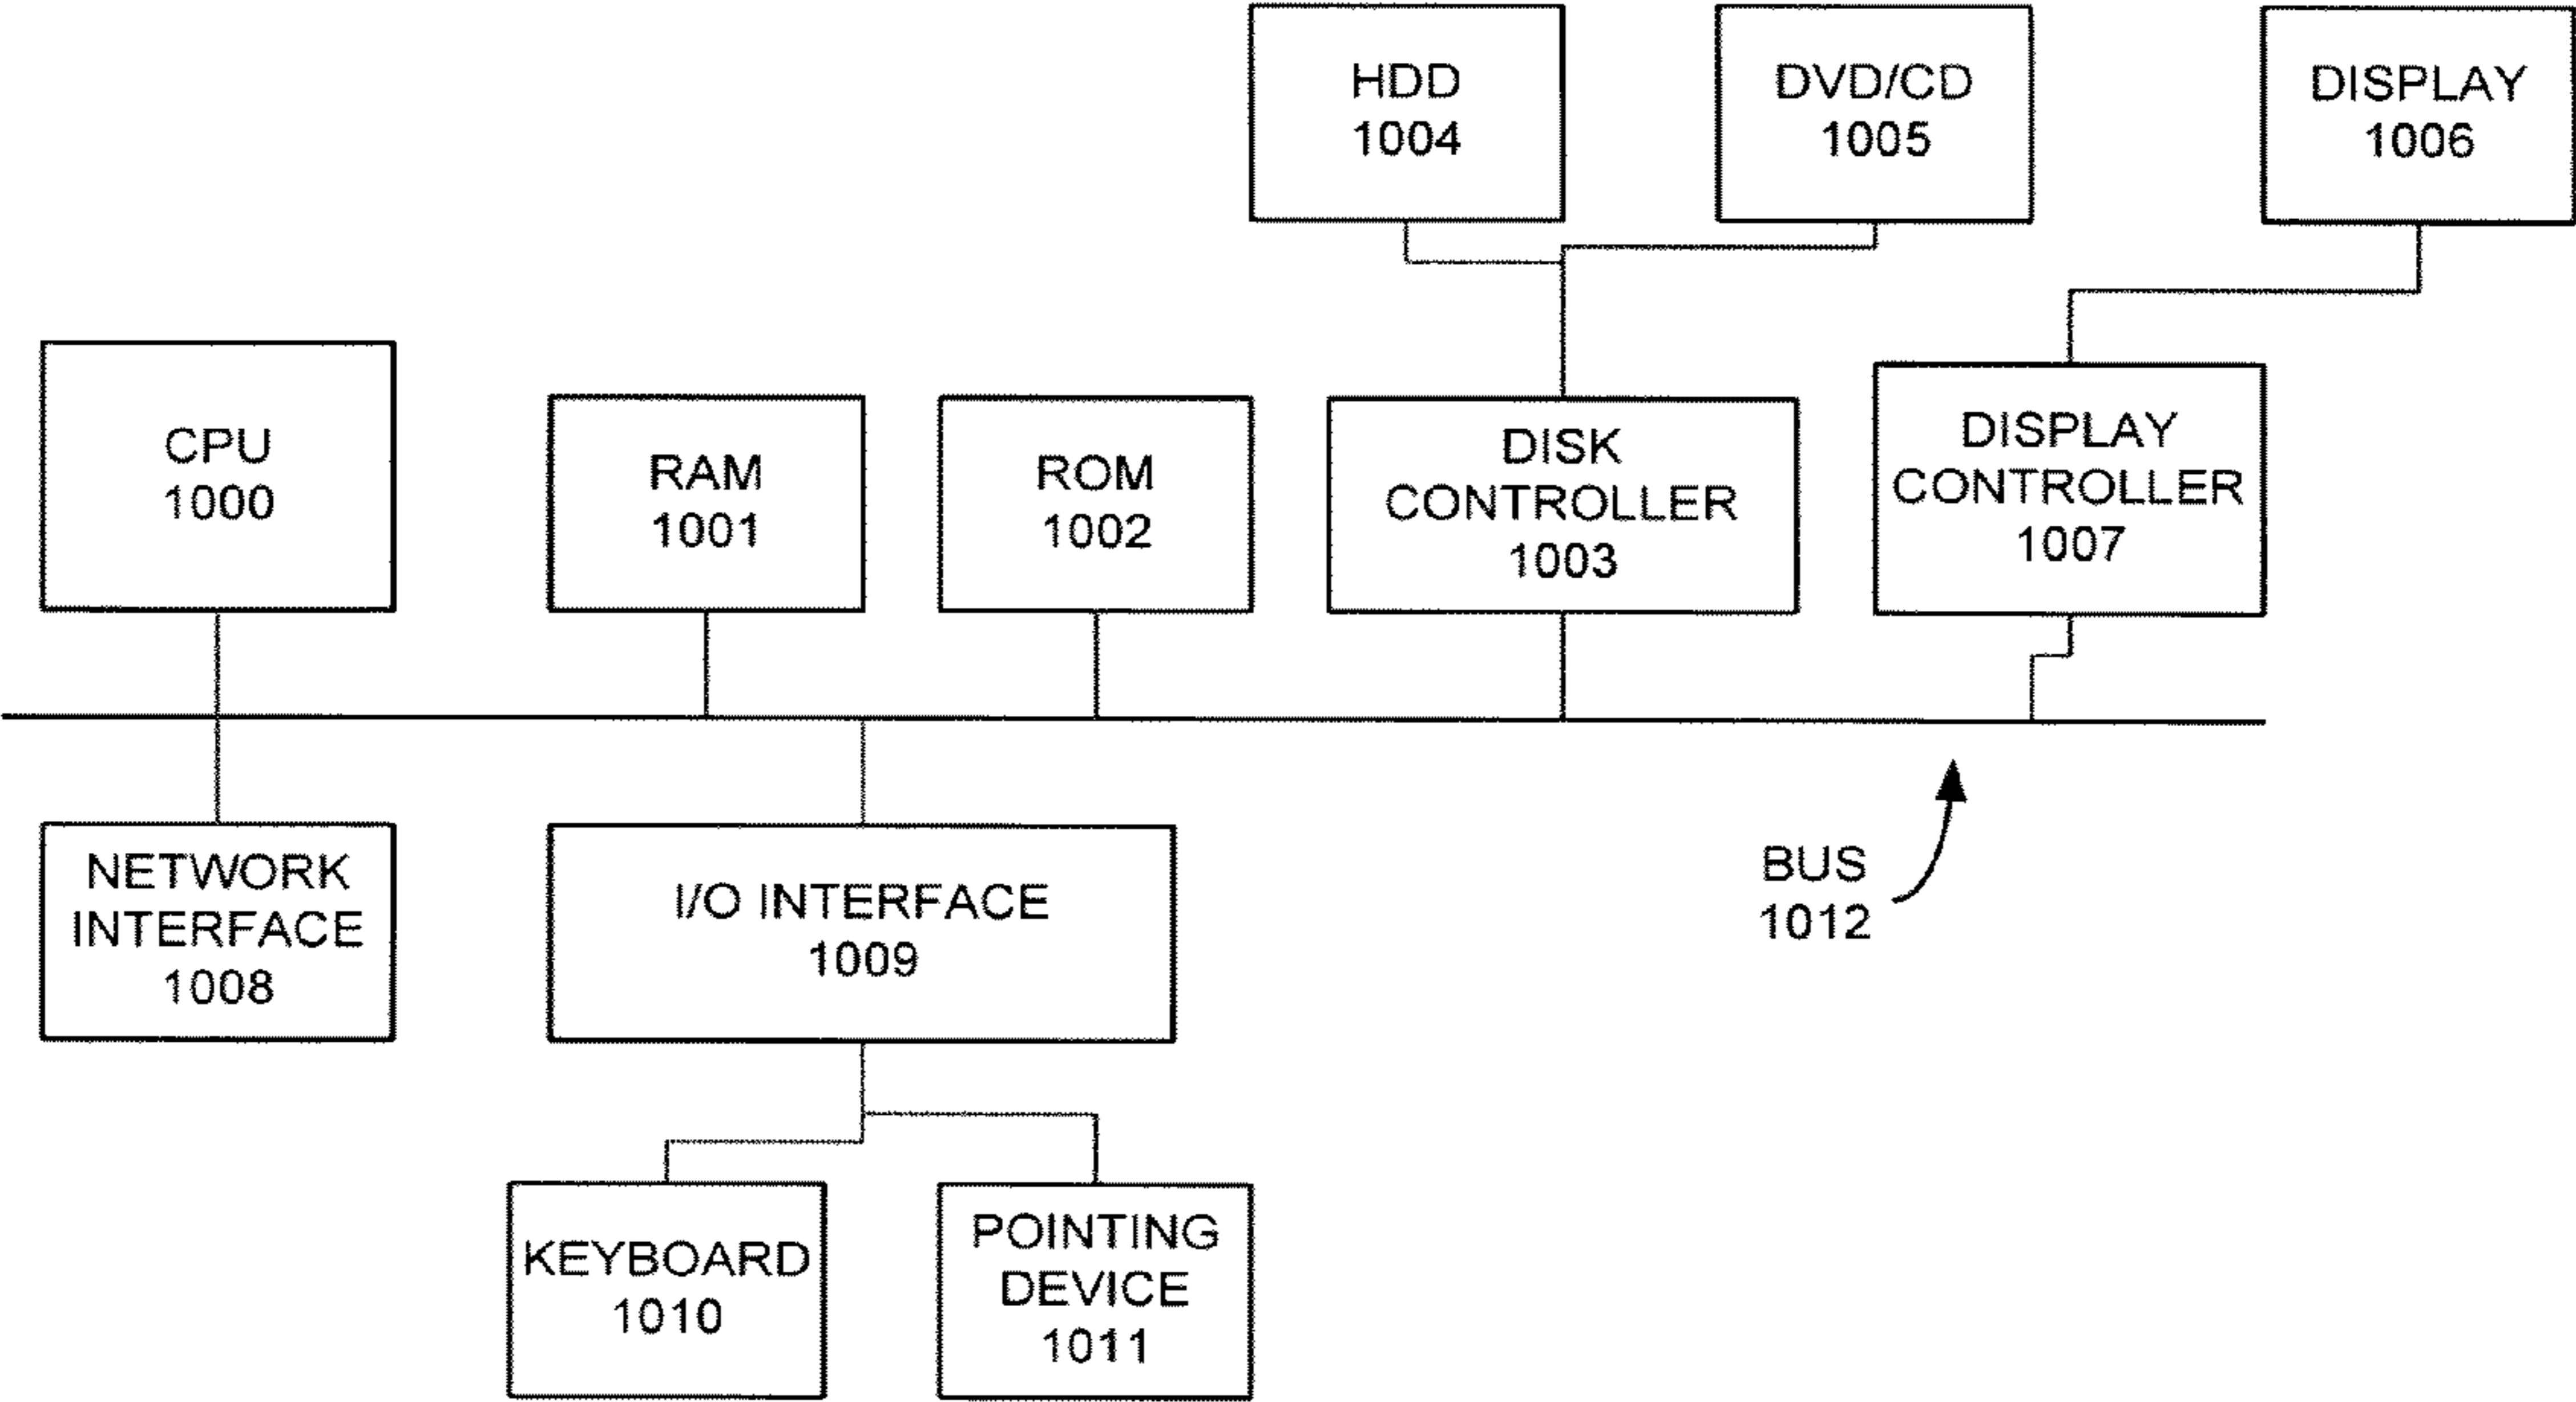 HDD
1004
DVD/CD
1005
DISPLAY
1006
CPU
1000
RAM
1001
ROM
1002
DISK
CONTROLLER
1003
DISPLAY
CONTROLLER
1007
NETWORK
INTERFACE
1008
I/O INTERFACE
1009
BUS
1012
KEYBOARD
1010
POINTING
DEVICE
1011